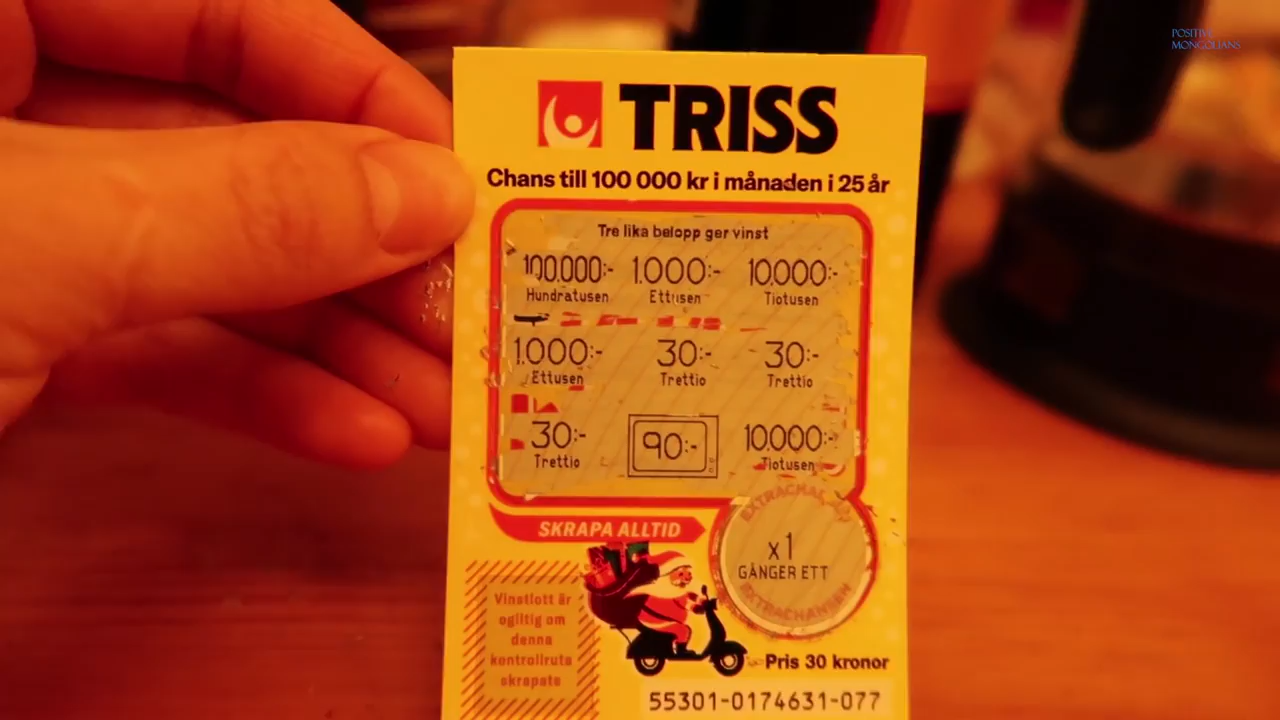 POSITIVE
MONGOLIANS
TRISS
Chans till 100 000 kr i månaden i 25 år
Tre lika belopp ger vinst
100.000:- 1.000:- 10.000:-
Hundratusen Ettusen Tiotusen
1.000:- 30:- 30:-
Ettusen Trettio Trettio
30:- 90:- 10.000:-
Trettio Tiotusen
EXTRACHANSEN
SKRAPA ALLTID
x1
GÅNGER ETT
EXTRACHANSEN
Vinstlott är
ogiltig om
denna
kontrollruta
skrapats
Pris 30 kronor
55301-0174631-077